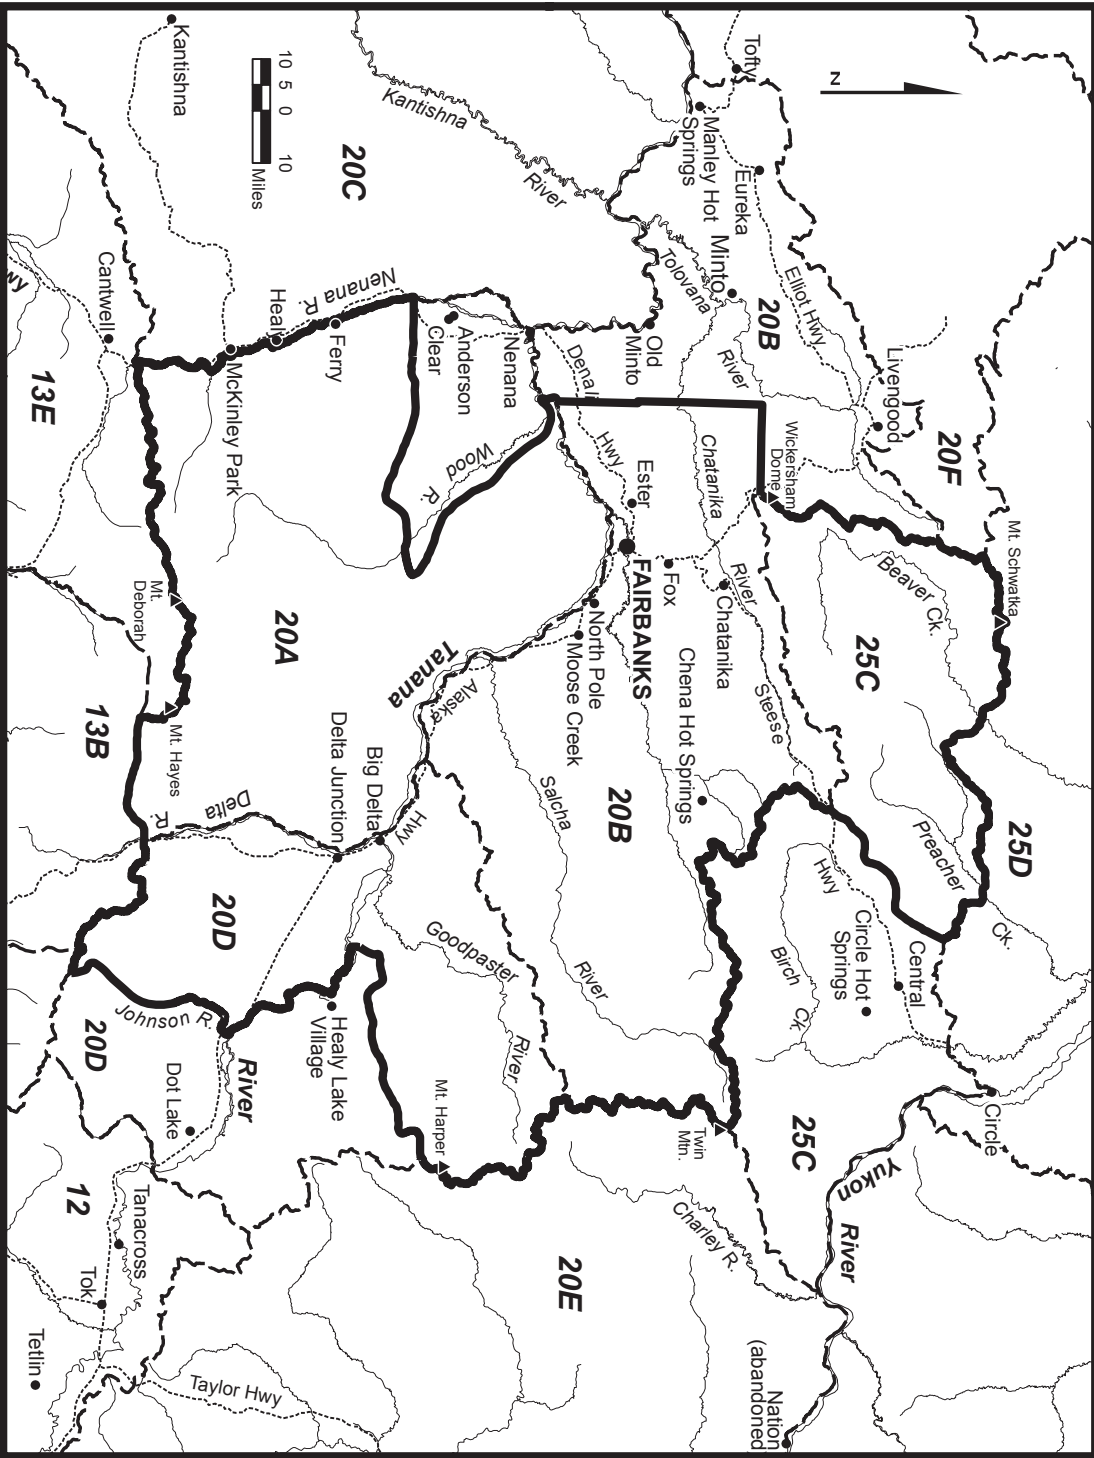 Mt. Schwatka
25D
Circle
Ck.
20F
Beaver Ck.
Preacher
Central
Livengood
25C
Circle Hot
Springs
Yukon
River
N
Elliot Hwy
Hwy
25C
Wickersham
Dome
Birch
Ck.
20B
Steese
Tofty
Eureka
Minto
River
Nation
(abandoned
River
Chatanika
Manley Hot
Springs
Tolovana
Chatanika
Fox
Chena Hot Springs
Twin
Mtn.
Charley R.
Old
Minto
Ester
FAIRBANKS
20B
Denali
Hwy
North Pole
Moose Creek
River
20E
River
Salcha
Nenana
Wood
R.
River
Goodpaster
Kantishna
Anderson
Clear
Tanana
Alaska
Hwy
Mt. Harper
20C
Nenana
R.
Ferry
Big Delta
Delta Junction
Healy Lake
Village
10 5 0 10
Miles
Healy
20A
McKinley Park
Delta
R.
20D
Johnson R.
River
Taylor Hwy
Kantishna
Mt. Hayes
Mt.
Deborah
Dot Lake
Tanacross
Cantwell
13B
20D
12
Tok
13E
wy
Tetlin